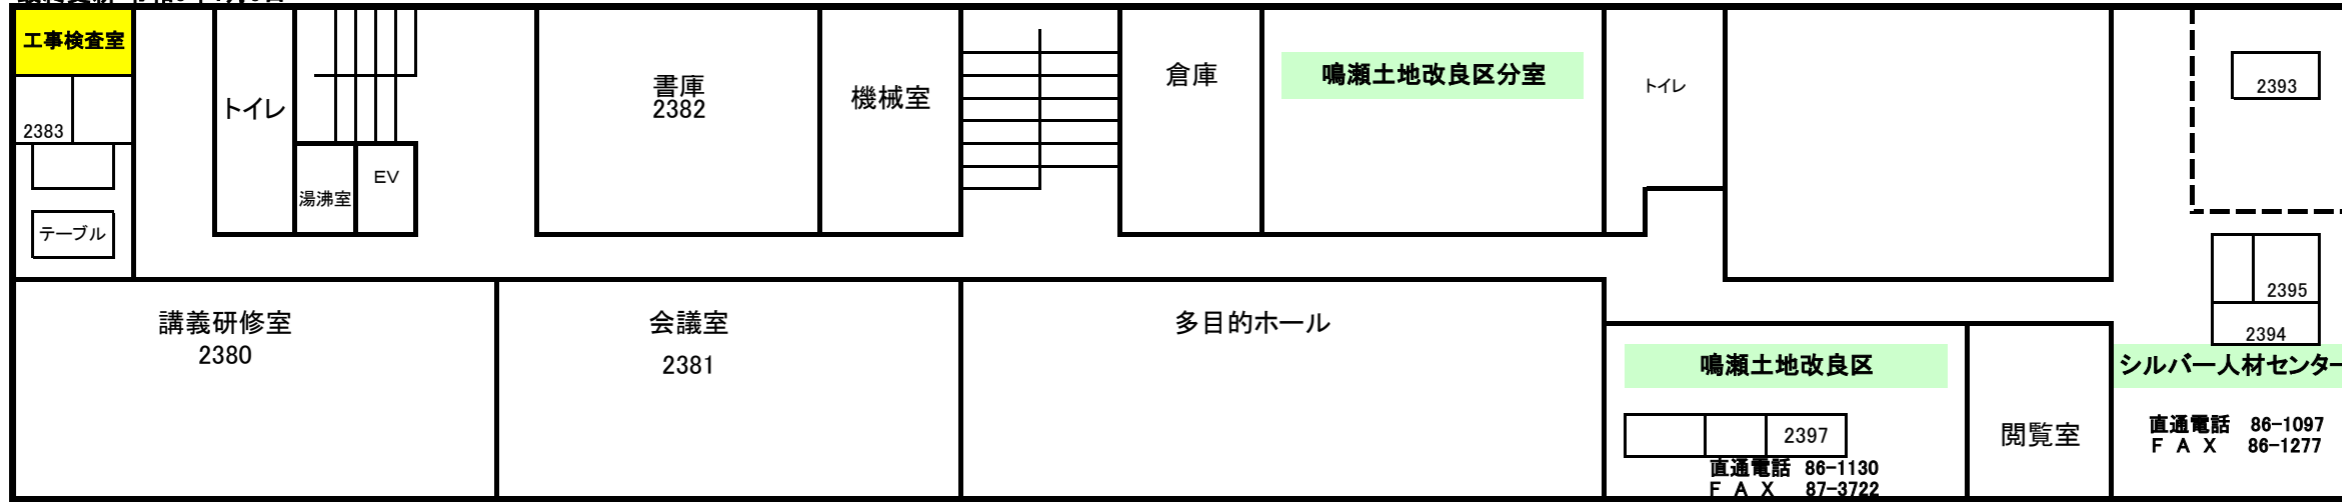 工事検査室
2383
テーブル
トイレ
湯沸室
EV
書庫
2382
機械室
倉庫
鳴瀬土地改良区分室
トイレ
2393
2395
2394
講義研修室
2380
会議室
2381
多目的ホール
鳴瀬土地改良区
2397
直通電話 86-1130
FAX 87-3722
閲覧室
シルバー人材センター
直通電話 86-1097
FAX 86-1277